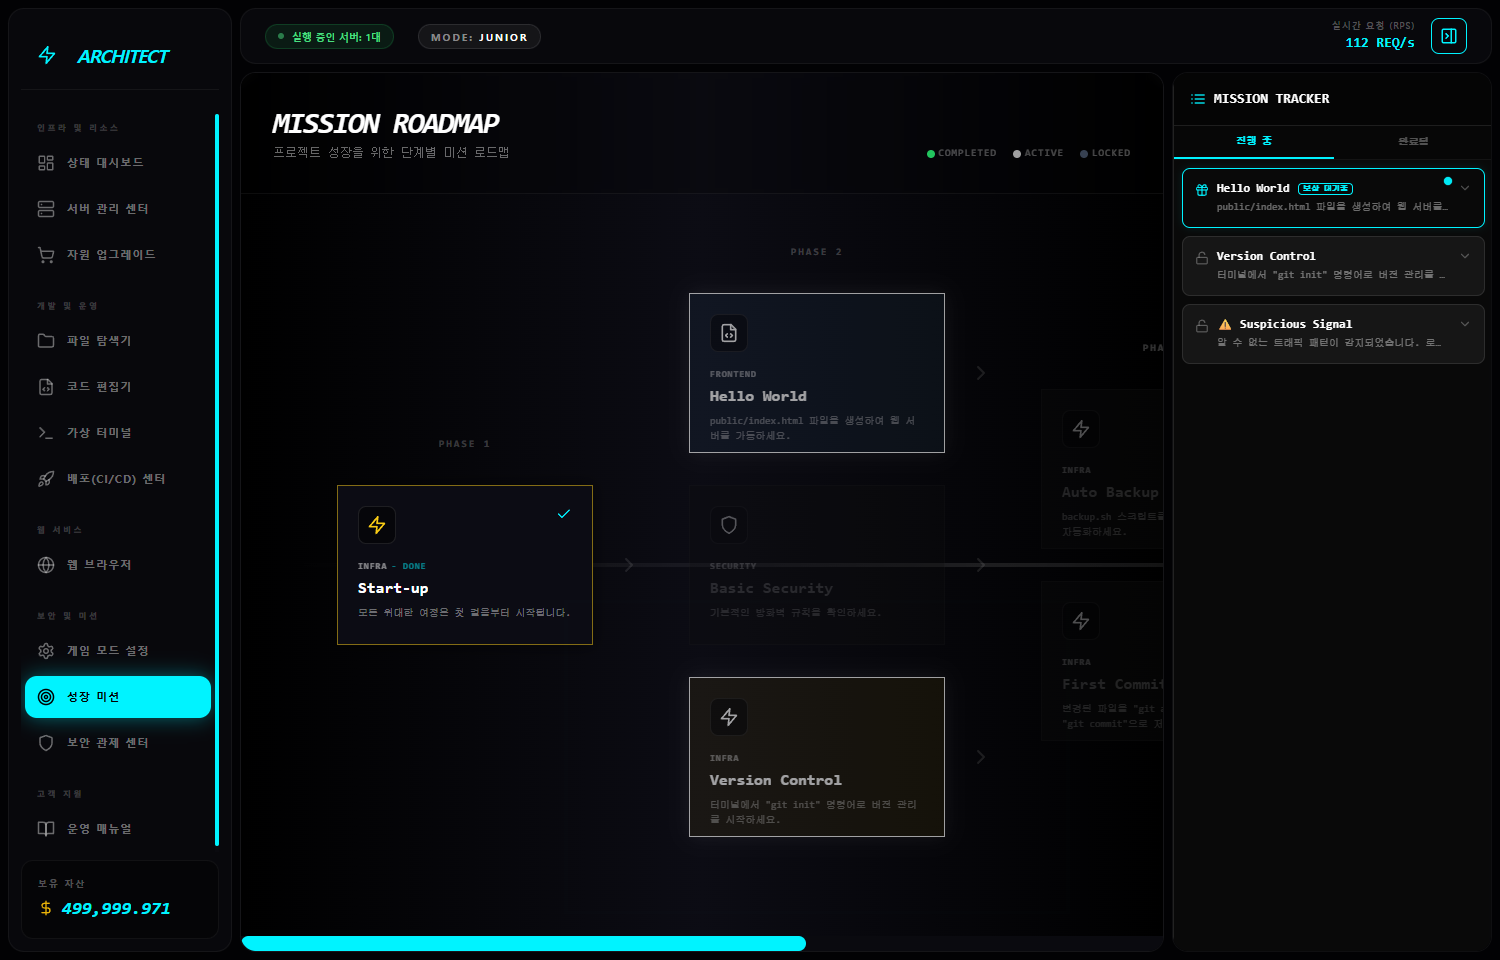 ARCHITECT
인프라 및 리소스
상태 대시보드
서버 관리 센터
자원 업그레이드
개발 및 운영
파일 탐색기
코드 편집기
가상 터미널
배포(CI/CD) 센터
웹 서비스
웹 브라우저
보안 및 미션
게임 모드 설정
성장 미션
보안 관제 센터
고객 지원
운영 매뉴얼
보유 자산
$ 499,999.971
실행 중인 서버: 1대
MODE: JUNIOR
실시간 요청 (RPS)
112 REQ/s
MISSION ROADMAP
프로젝트 성장을 위한 단계별 미션 로드맵
COMPLETED
ACTIVE
LOCKED
PHASE 1
INFRA - DONE
Start-up
모든 위대한 여정은 첫 걸음부터 시작됩니다.
PHASE 2
FRONTEND
Hello World
public/index.html 파일을 생성하여 웹 서
버를 가동하세요.
SECURITY
Basic Security
기본적인 방화벽 규칙을 확인하세요.
INFRA
Version Control
터미널에서 "git init" 명령어로 버전 관리
를 시작하세요.
PHA
INFRA
Auto Backup
backup.sh 스크립트를
자동화하세요.
INFRA
First Commit
변경된 파일을 "git a
"git commit"으로
MISSION TRACKER
진행 중
완료됨
Hello World
보상 대기중
public/index.html 파일을 생성하여 웹 서버를…
Version Control
터미널에서 "git init" 명령어로 버전 관리를 …
Suspicious Signal
알 수 없는 트래픽 패턴이 감지되었습니다. 로…